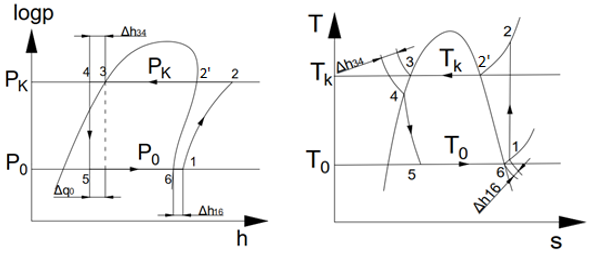 logp
Δh34
4 3 PK 2' 2
PK
P0
P0
5 6 1
Δq0
Δh16
h
T
2
Δh34 3 Tk 2'
Tk
4
T0
T0
1
5 6
Δh16
s